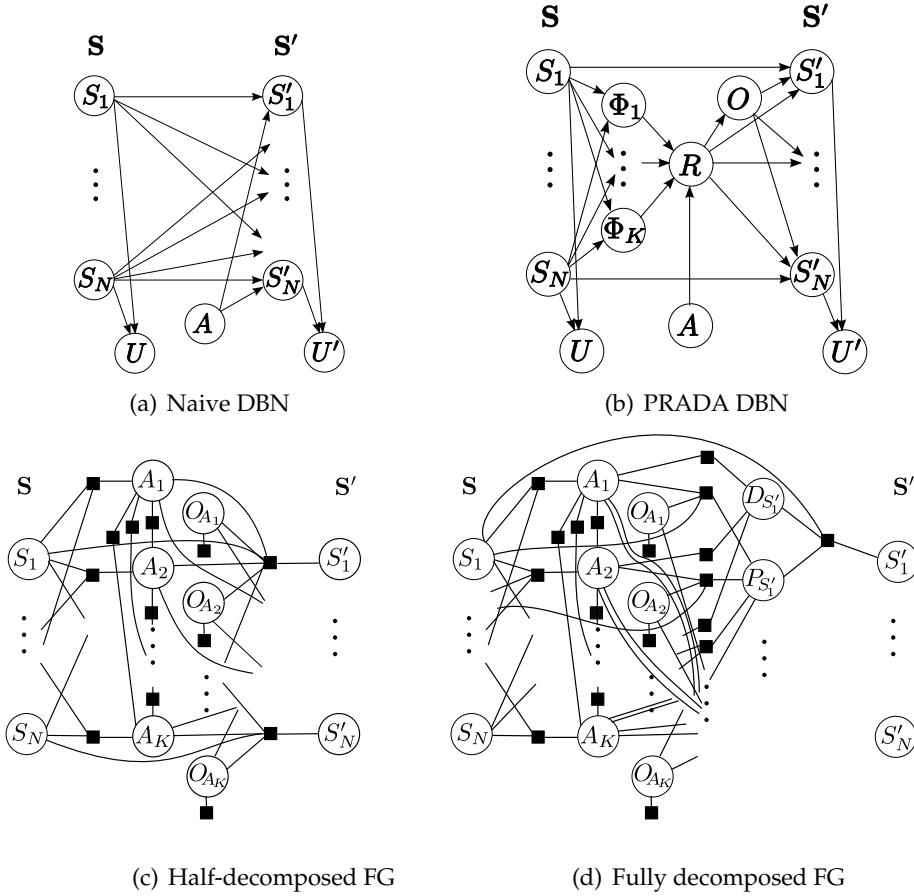 S S′
S₁ S′₁
S_N S′_N
A
U U′
(a) Naive DBN
S S′
S₁ Φ₁ O S′₁
R
Φ_K
S_N S′_N
A
U U′
(b) PRADA DBN
S S′
A₁
O_{A₁}
S₁ A₂ S′₁
O_{A₂}
S_N A_K S′_N
O_{A_K}
(c) Half-decomposed FG
S S′
A₁ D_{S′₁}
O_{A₁}
S₁ A₂ P_{S′₁} S′₁
O_{A₂}
S_N A_K S′_N
O_{A_K}
(d) Fully decomposed FG